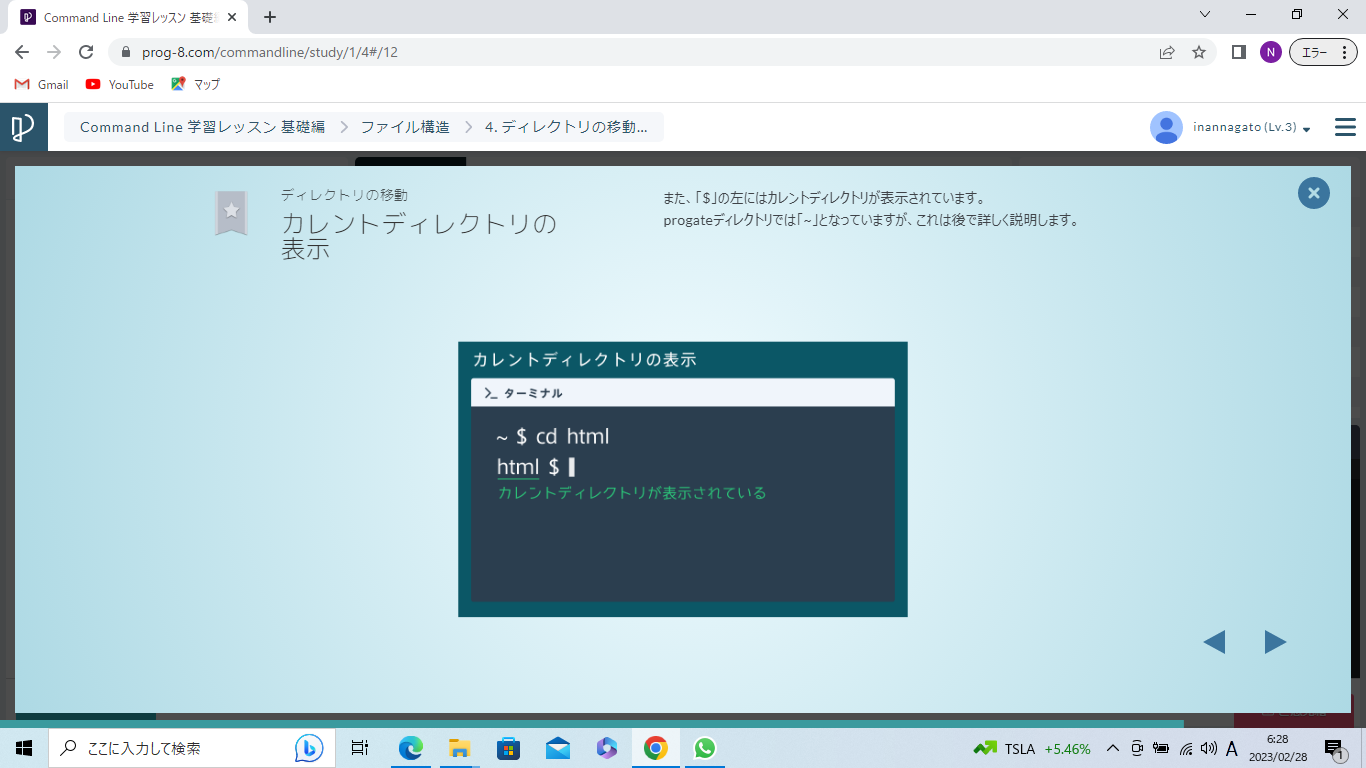 Command Line 学習レッスン 基礎編
prog-8.com/commandline/study/1/4#/12
N
エラー
Gmail
YouTube
マップ
Command Line 学習レッスン 基礎編
ファイル構造
4. ディレクトリの移動...
inannagato (Lv.3)
ディレクトリの移動
カレントディレクトリの
表示
また、「$」の左にはカレントディレクトリが表示されています。
progateディレクトリでは「~」となっていますが、これは後で詳しく説明します。
カレントディレクトリの表示
>_ ターミナル
~ $ cd html
html $
カレントディレクトリが表示されている
ここに入力して検索
TSLA +5.46%
A
6:28
2023/02/28
1